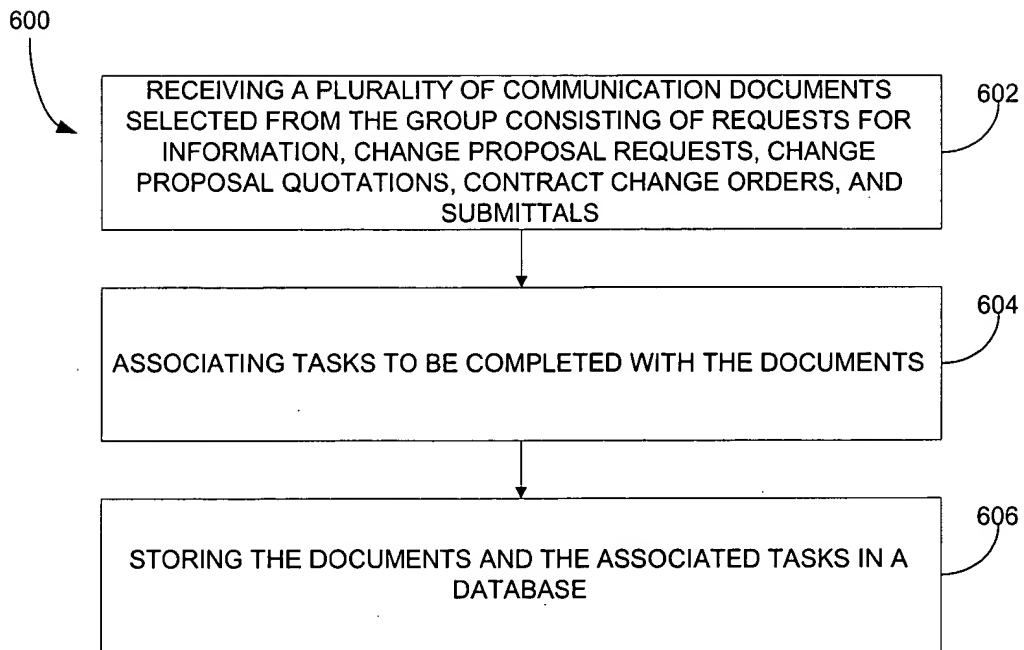 600
RECEIVING A PLURALITY OF COMMUNICATION DOCUMENTS
SELECTED FROM THE GROUP CONSISTING OF REQUESTS FOR
INFORMATION, CHANGE PROPOSAL REQUESTS, CHANGE
PROPOSAL QUOTATIONS, CONTRACT CHANGE ORDERS, AND
SUBMITTALS
602
ASSOCIATING TASKS TO BE COMPLETED WITH THE DOCUMENTS
604
STORING THE DOCUMENTS AND THE ASSOCIATED TASKS IN A
DATABASE
606